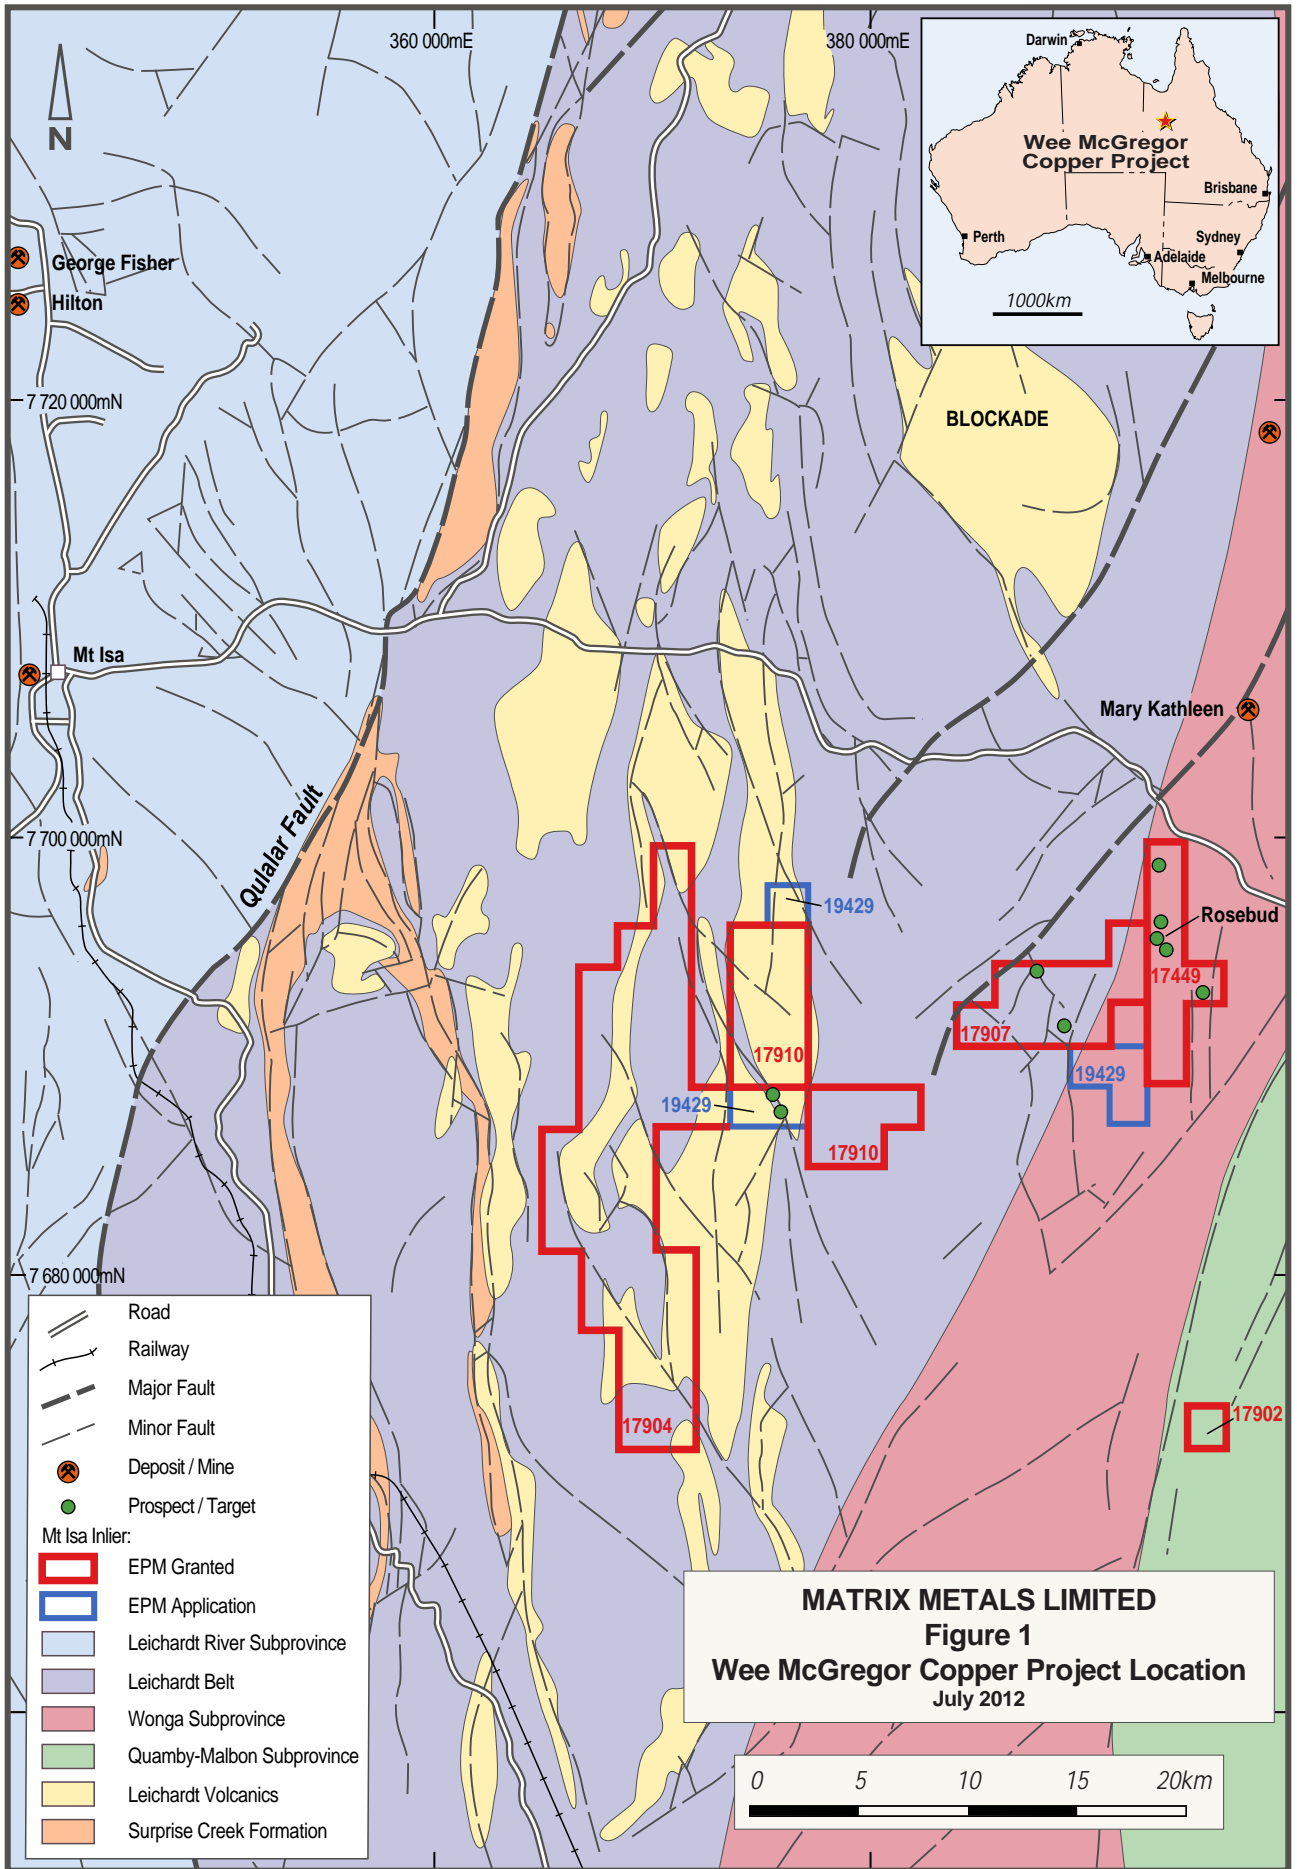 360 000mE
380 000mE
Darwin
Wee McGregor
Copper Project
Brisbane
Perth
Sydney
Adelaide
Melbourne
1000km
N
George Fisher
Hilton
7 720 000mN
BLOCKADE
Mt Isa
Mary Kathleen
Qulalar Fault
7 700 000mN
19429
Rosebud
17449
17907
17910
19429
19429
17910
7 680 000mN
17904
17902
Road
Railway
Major Fault
Minor Fault
Deposit / Mine
Prospect / Target
Mt Isa Inlier:
EPM Granted
EPM Application
Leichardt River Subprovince
Leichardt Belt
Wonga Subprovince
Quamby-Malbon Subprovince
Leichardt Volcanics
Surprise Creek Formation
MATRIX METALS LIMITED
Figure 1
Wee McGregor Copper Project Location
July 2012
0 5 10 15 20km